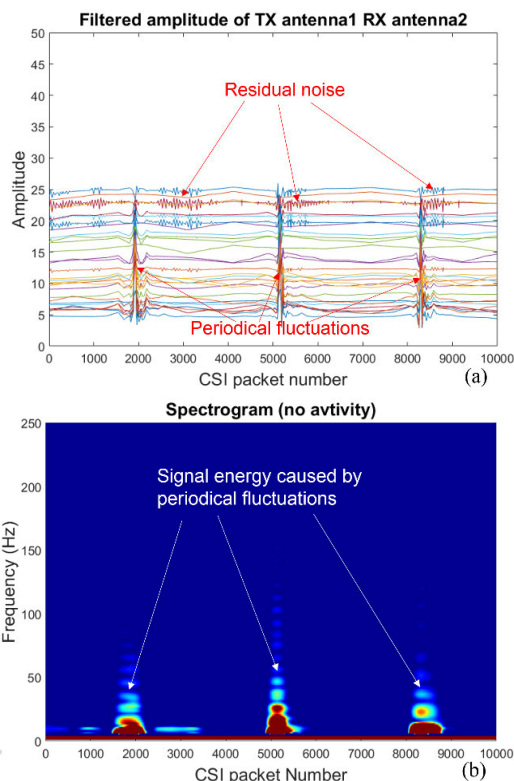 Filtered amplitude of TX antenna1 RX antenna2
50
45
40
35
30
25
20
15
10
5
0
Amplitude
Residual noise
Periodical fluctuations
0 1000 2000 3000 4000 5000 6000 7000 8000 9000 10000
CSI packet number
(a)
Spectrogram (no avtivity)
250
200
150
100
50
0
Frequency (Hz)
Signal energy caused by
periodical fluctuations
0 1000 2000 3000 4000 5000 6000 7000 8000 9000 10000
CSI packet Number
(b)